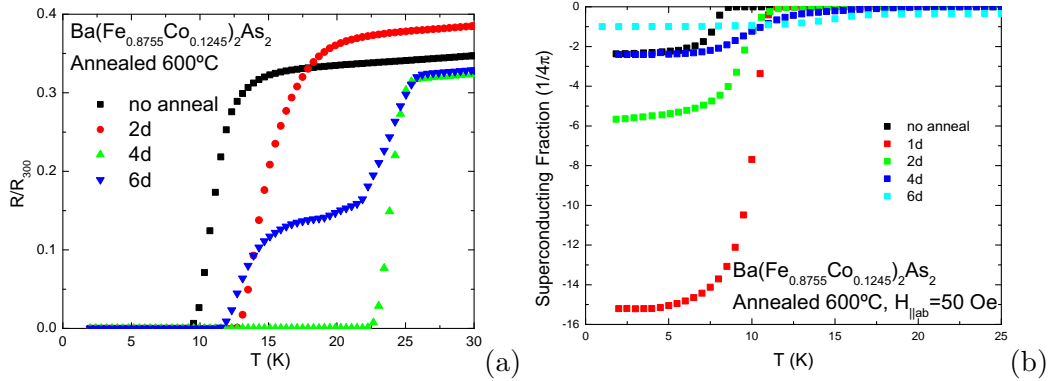 Ba(Fe0.8755Co0.1245)2As2
Annealed 600ºC
no anneal
2d
4d
6d
R/R300
0.4
0.3
0.2
0.1
0.0
0 5 10 15 20 25 30
T (K)
(a)
Superconducting Fraction (1/4π)
0
-2
-4
-6
-8
-10
-12
-14
-16
no anneal
1d
2d
4d
6d
Ba(Fe0.8755Co0.1245)2As2
Annealed 600ºC, H||ab=50 Oe
0 5 10 15 20 25
T (K)
(b)